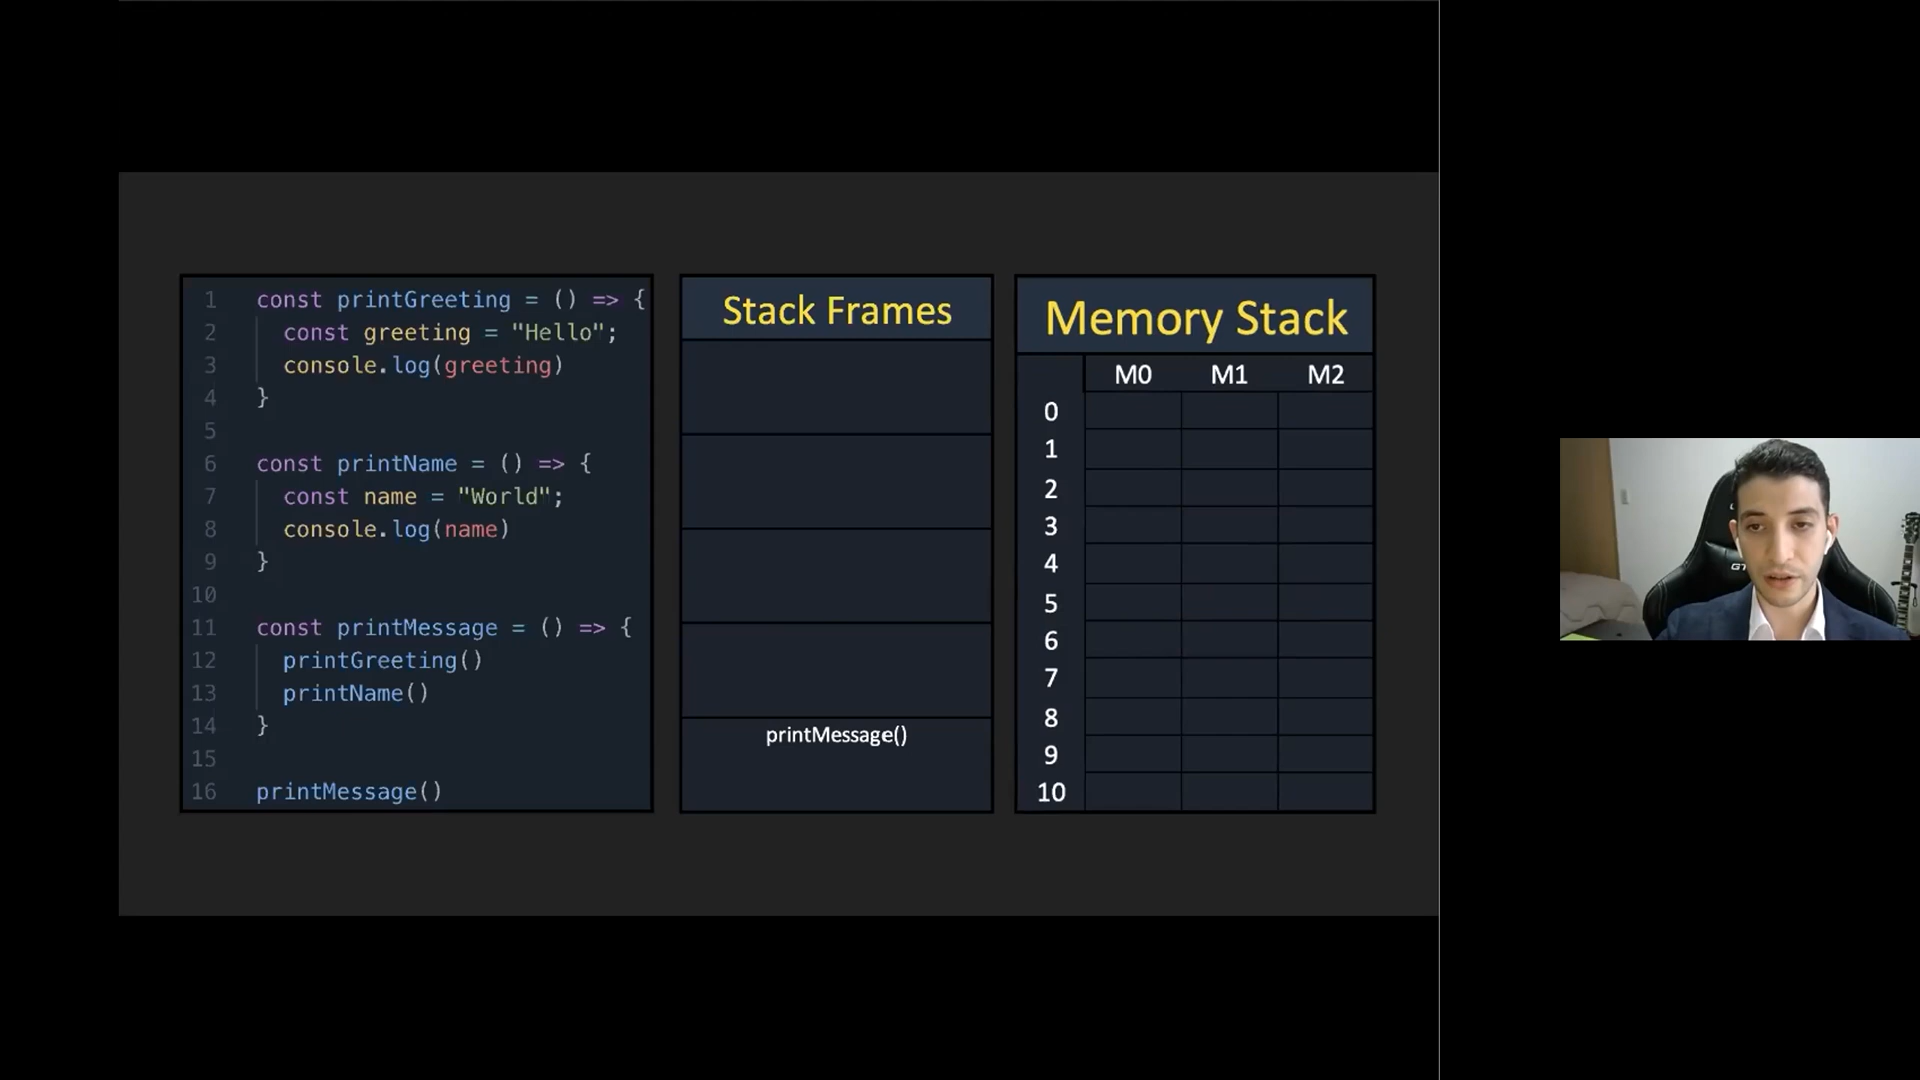 1 const printGreeting = () => {
2 const greeting = "Hello";
3 console.log(greeting)
4 }
5
6 const printName = () => {
7 const name = "World";
8 console.log(name)
9 }
10
11 const printMessage = () => {
12 printGreeting()
13 printName()
14 }
15
16 printMessage()
Stack Frames
printMessage()
Memory Stack
M0 M1 M2
0
1
2
3
4
5
6
7
8
9
10